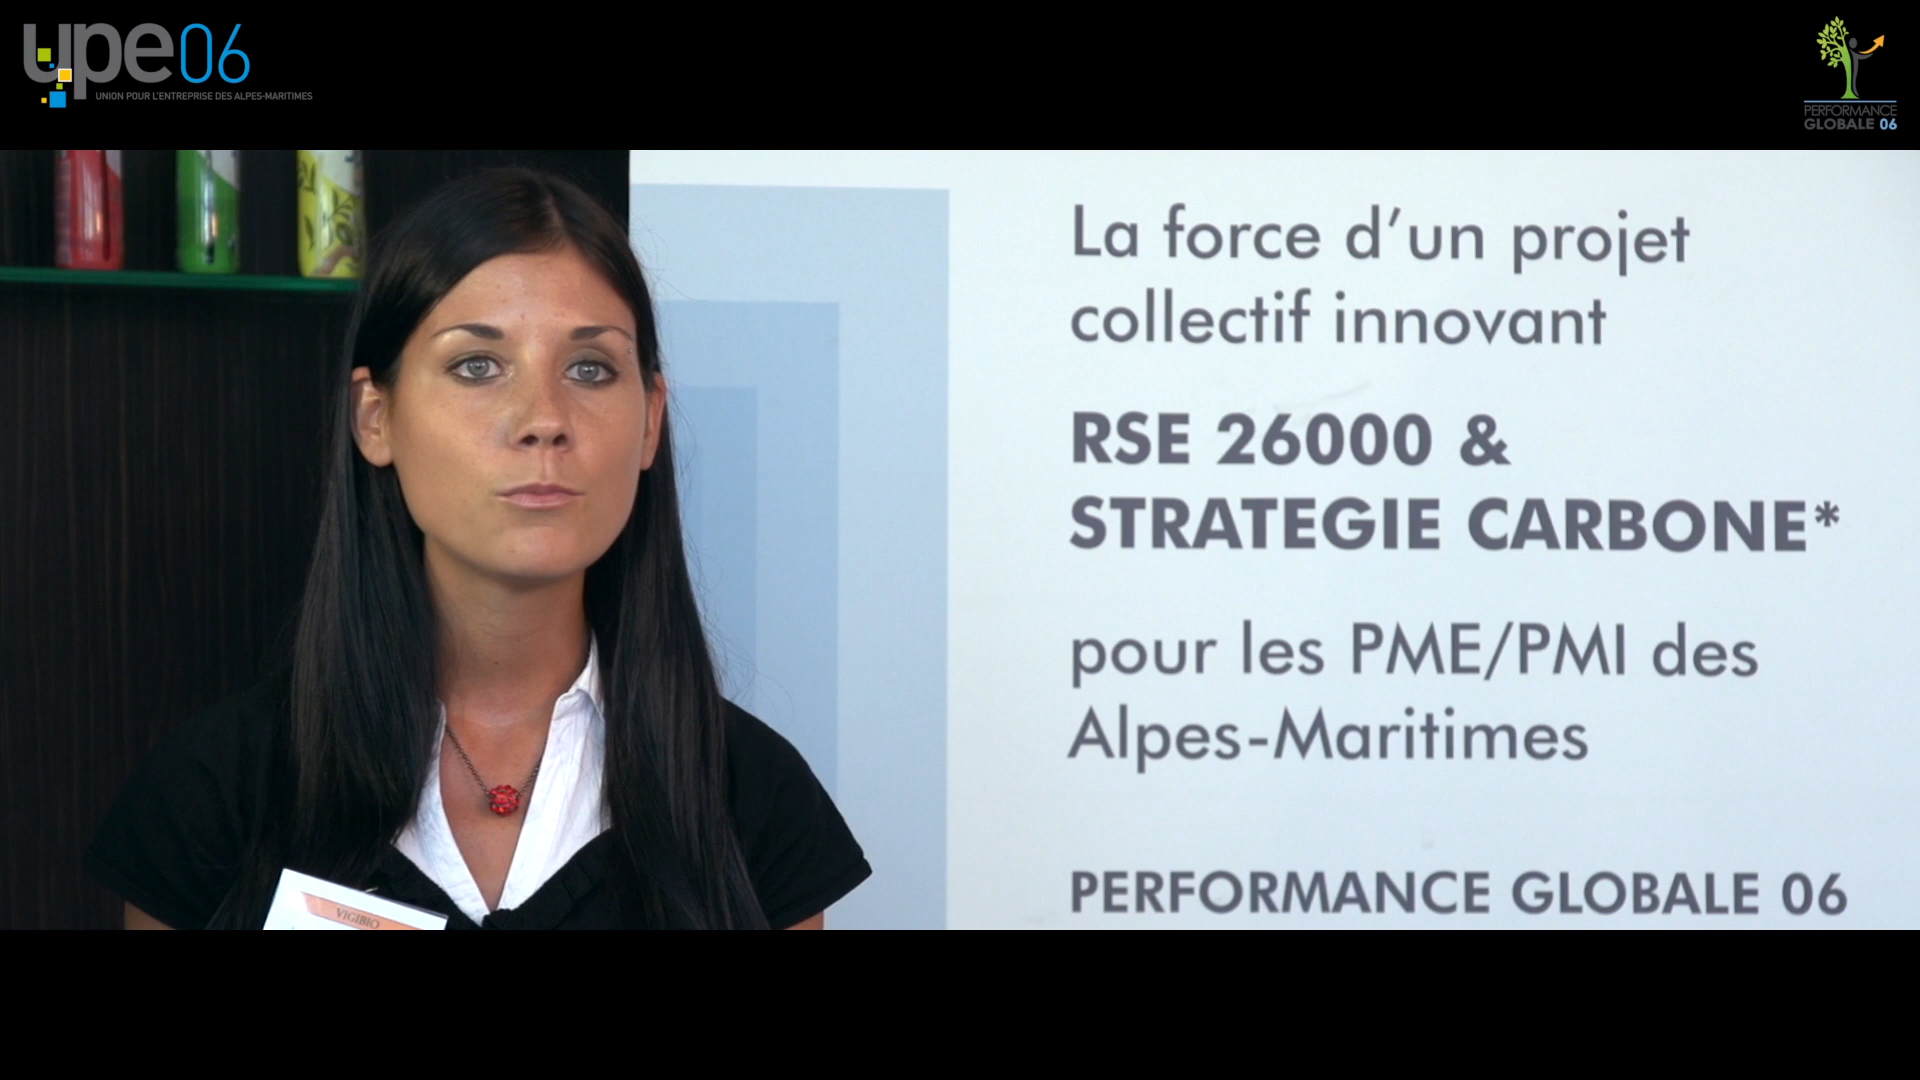 upe06
UNION POUR L'ENTREPRISE DES ALPES-MARITIMES
PERFORMANCE
GLOBALE 06
La force d'un projet
collectif innovant
RSE 26000 &
STRATEGIE CARBONE*
pour les PME/PMI des
Alpes-Maritimes
PERFORMANCE GLOBALE 06
VIGIBIO